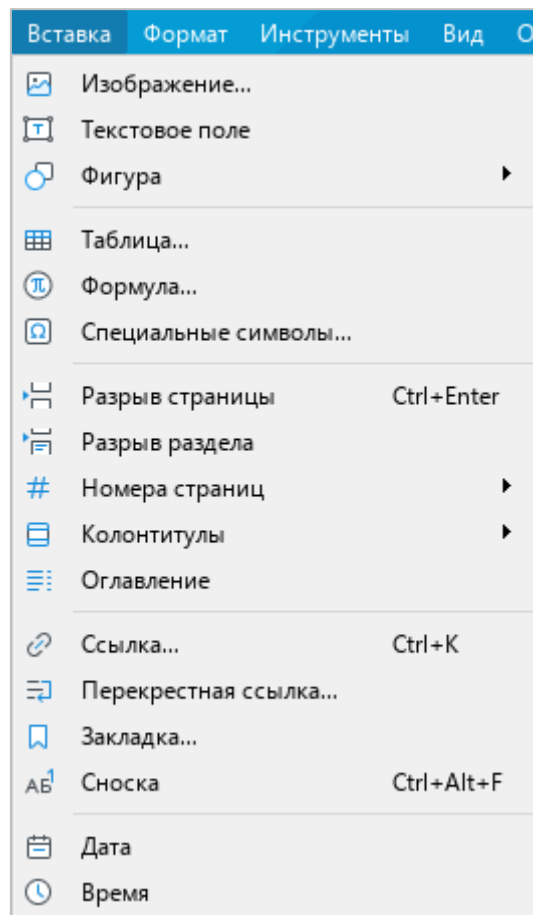 Вставка Формат Инструменты Вид О
Изображение...
Текстовое поле
Фигура
Таблица...
Формула...
Специальные символы...
Разрыв страницы Ctrl+Enter
Разрыв раздела
Номера страниц
Колонтитулы
Оглавление
Ссылка... Ctrl+K
Перекрестная ссылка...
Закладка...
Сноска Ctrl+Alt+F
Дата
Время